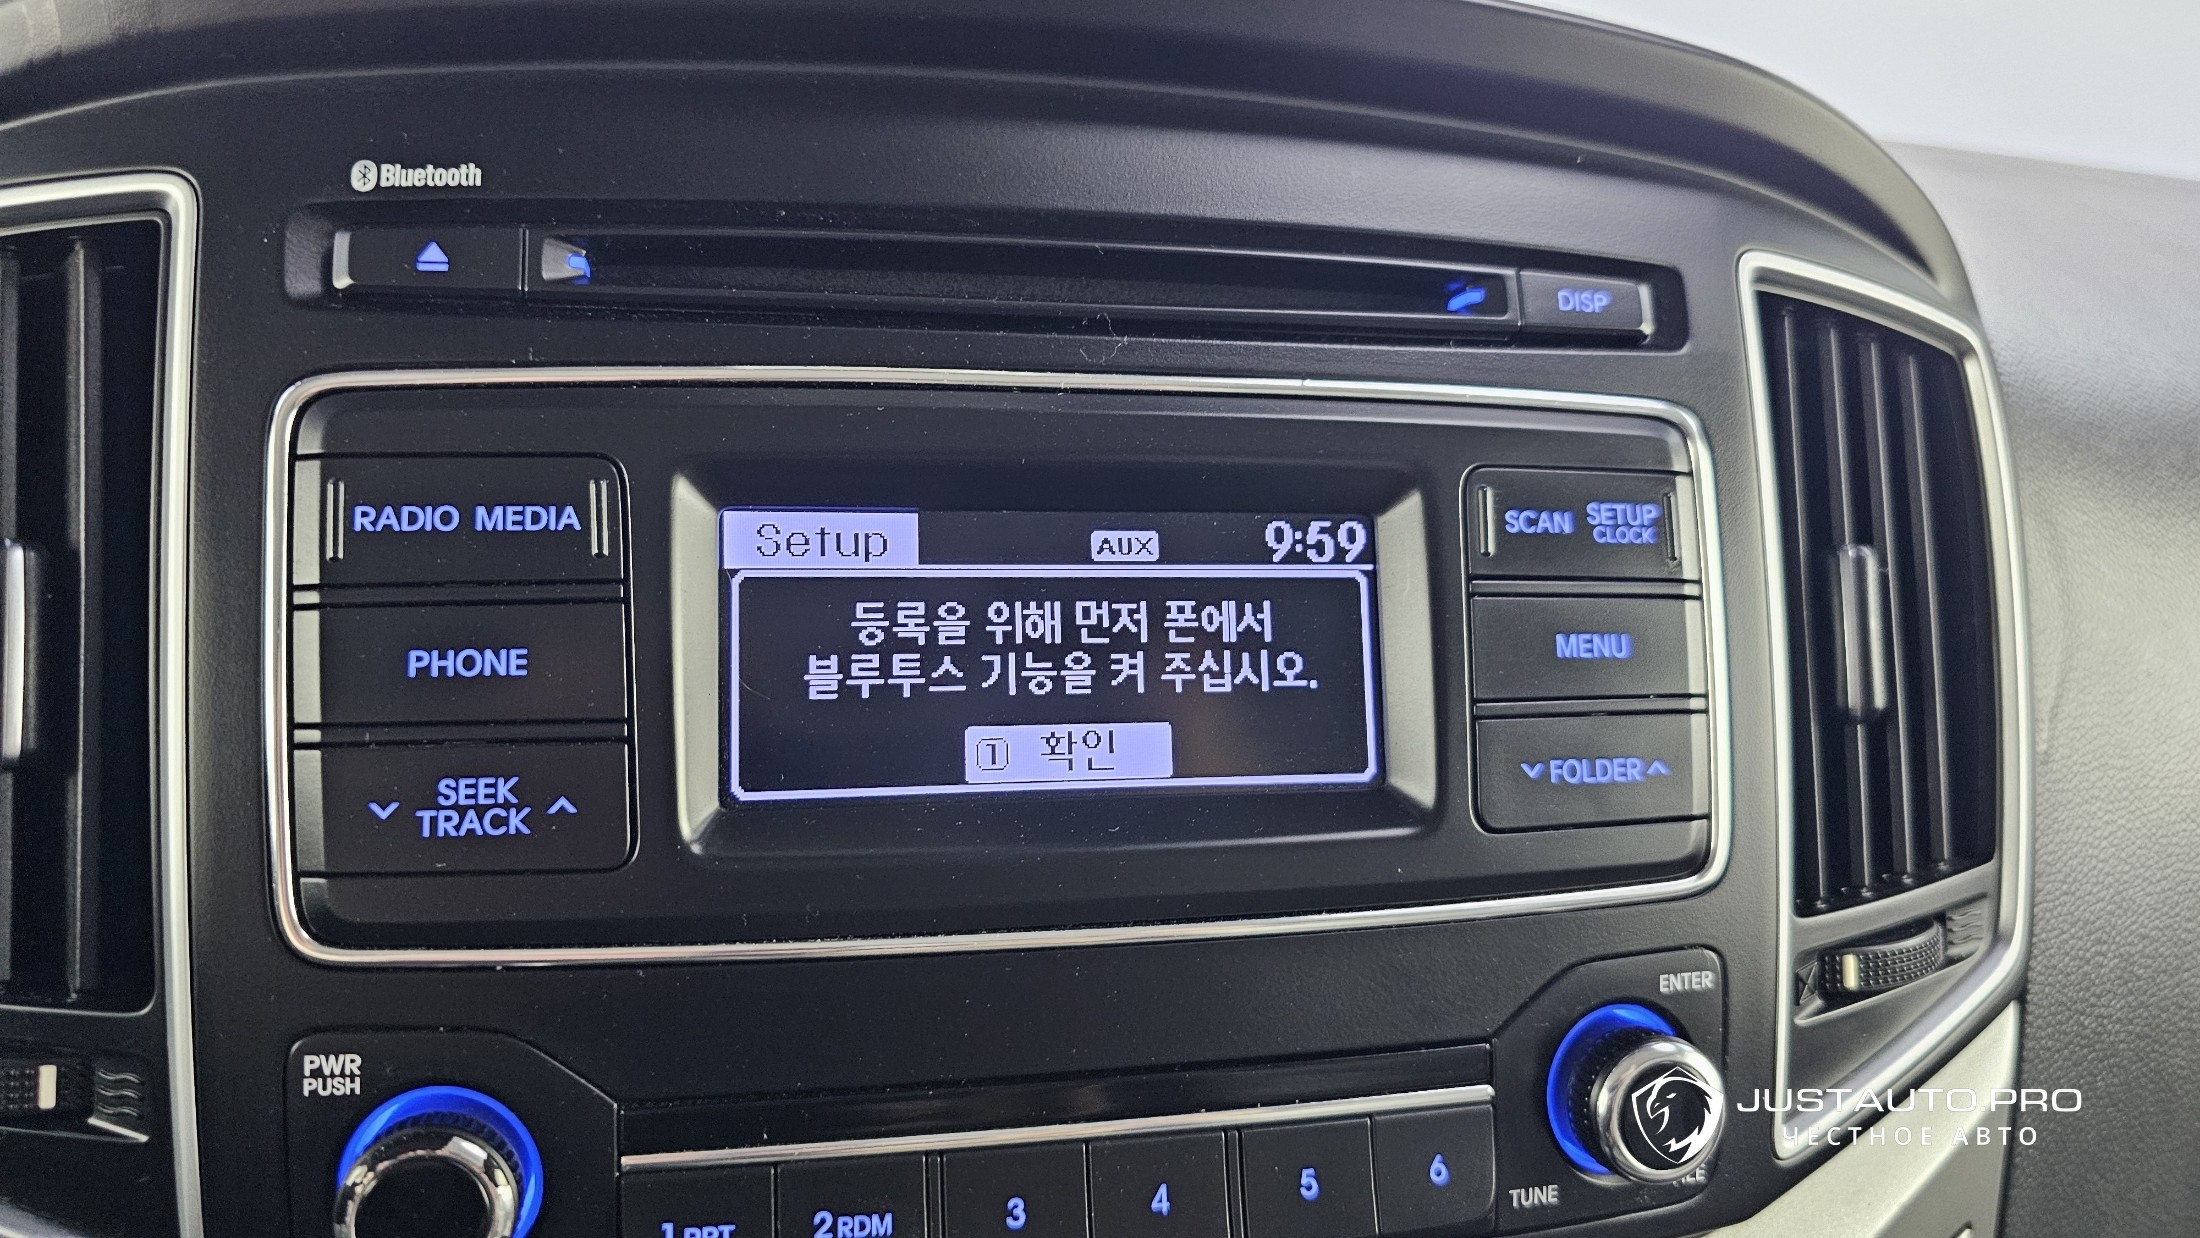 Bluetooth
DISP
RADIO MEDIA
PHONE
SEEK
TRACK
Setup AUX 9:59
등록을 위해 먼저 폰에서
블루투스 기능을 켜 주십시오.
① 확인
SCAN SETUP
CLOCK
MENU
FOLDER
PWR
PUSH
1
2RDM
3
4
5
6
ENTER
TUNE
JUSTAUTO.PRO
ЧЕСТНОЕ АВТО